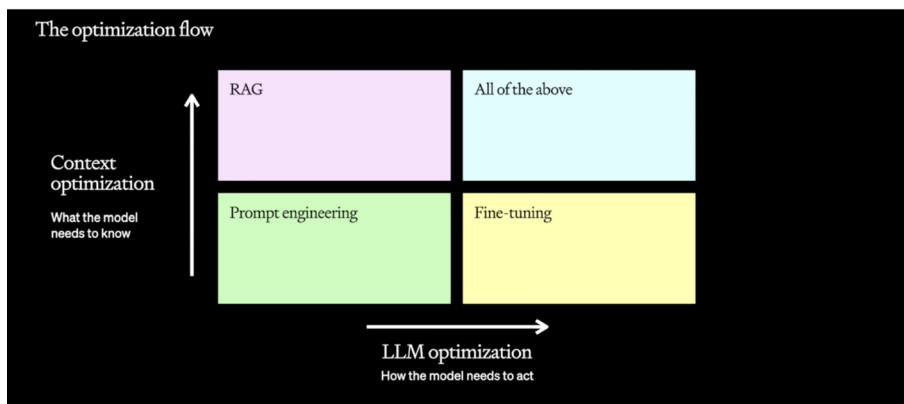 The optimization flow
RAG
All of the above
Context
optimization
What the model
needs to know
Prompt engineering
Fine-tuning
LLM optimization
How the model needs to act